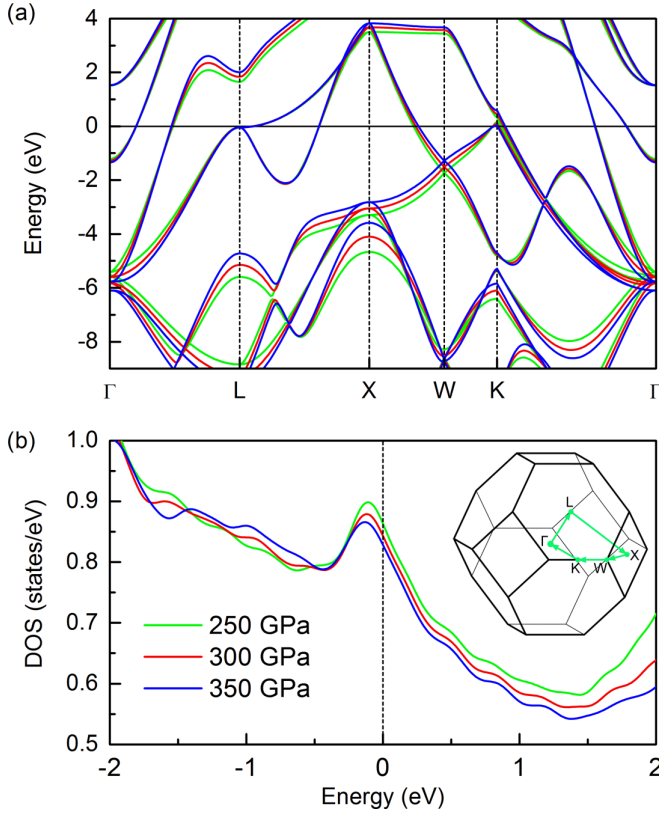 (a)
4
2
0
-2
-4
-6
-8
Energy (eV)
Γ L X W K Γ
(b)
1.0
0.9
0.8
0.7
0.6
0.5
DOS (states/eV)
250 GPa
300 GPa
350 GPa
L
Γ
X
K W
-2 -1 0 1 2
Energy (eV)